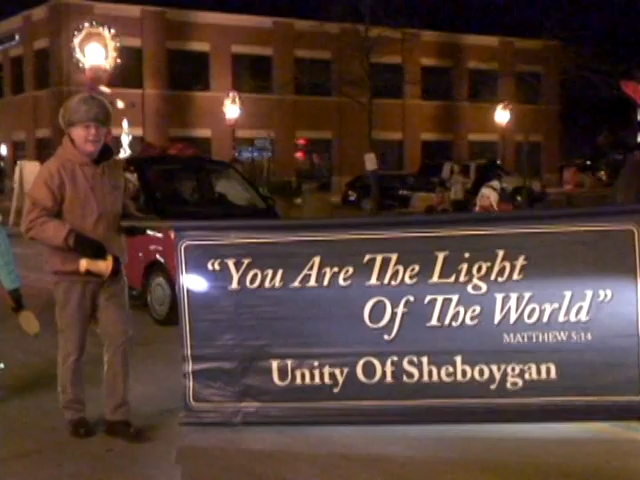 “You Are The Light
Of The World”
MATTHEW 5:14
Unity Of Sheboygan